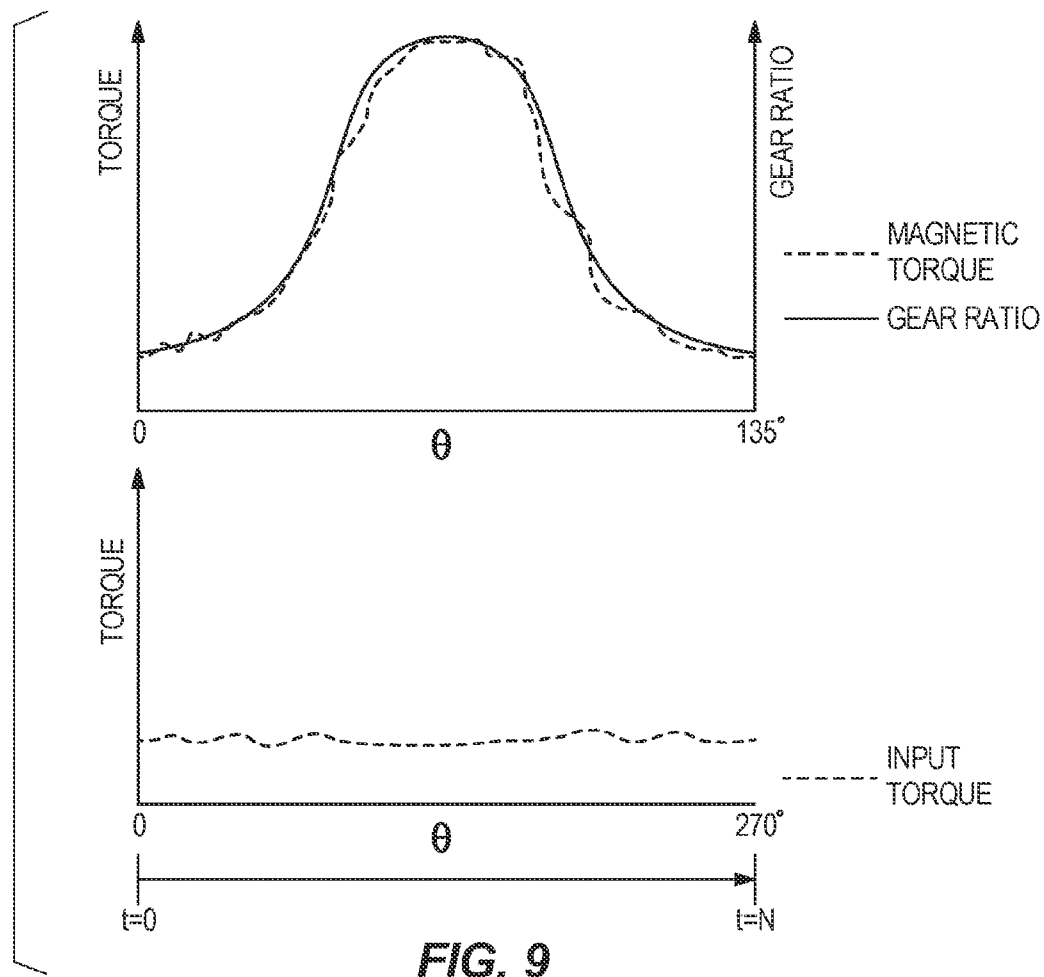 TORQUE
GEAR RATIO
MAGNETIC
TORQUE
GEAR RATIO
0
θ
135°
TORQUE
INPUT
TORQUE
0
θ
270°
t=0
t=N
FIG. 9